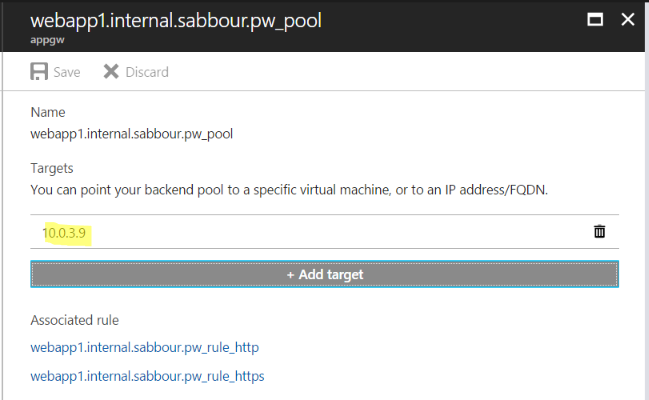 webapp1.internal.sabbour.pw_pool
appgw
Save Discard
Name
webapp1.internal.sabbour.pw_pool
Targets
You can point your backend pool to a specific virtual machine, or to an IP address/FQDN.
10.0.3.9
+ Add target
Associated rule
webapp1.internal.sabbour.pw_rule_http
webapp1.internal.sabbour.pw_rule_https